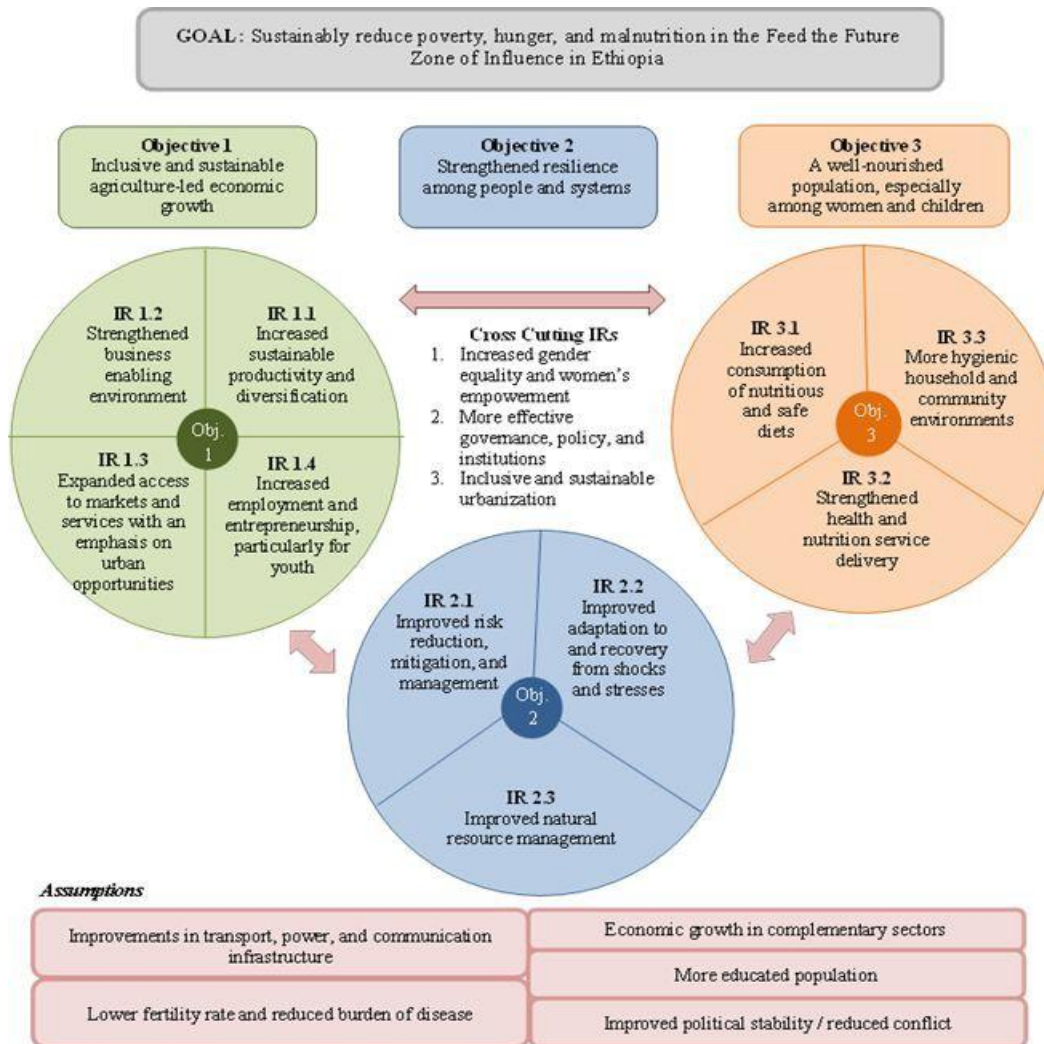 GOAL: Sustainably reduce poverty, hunger, and malnutrition in the Feed the Future
Zone of Influence in Ethiopia
Objective 1
Inclusive and sustainable
agriculture-led economic
growth
Objective 2
Strengthened resilience
among people and systems
Objective 3
A well-nourished
population, especially
among women and children
IR 1.2
Strengthened
business
enabling
environment
IR 1.1
Increased
sustainable
productivity and
diversification
Obj.
1
IR 1.3
Expanded access
to markets and
services with an
emphasis on
urban
opportunities
IR 1.4
Increased
employment and
entrepreneurship,
particularly for
youth
Cross Cutting IRs
1. Increased gender
equality and women's
empowerment
2. More effective
governance, policy, and
institutions
3. Inclusive and sustainable
urbanization
IR 3.1
Increased
consumption
of nutritious
and safe
diets
IR 3.3
More hygienic
household and
community
environments
Obj.
3
IR 3.2
Strengthened
health and
nutrition service
delivery
IR 2.1
Improved risk
reduction,
mitigation, and
management
IR 2.2
Improved
adaptation to
and recovery
from shocks
and stresses
Obj.
2
IR 2.3
Improved natural
resource management
Assumptions
Improvements in transport, power, and communication
infrastructure
Lower fertility rate and reduced burden of disease
Economic growth in complementary sectors
More educated population
Improved political stability / reduced conflict